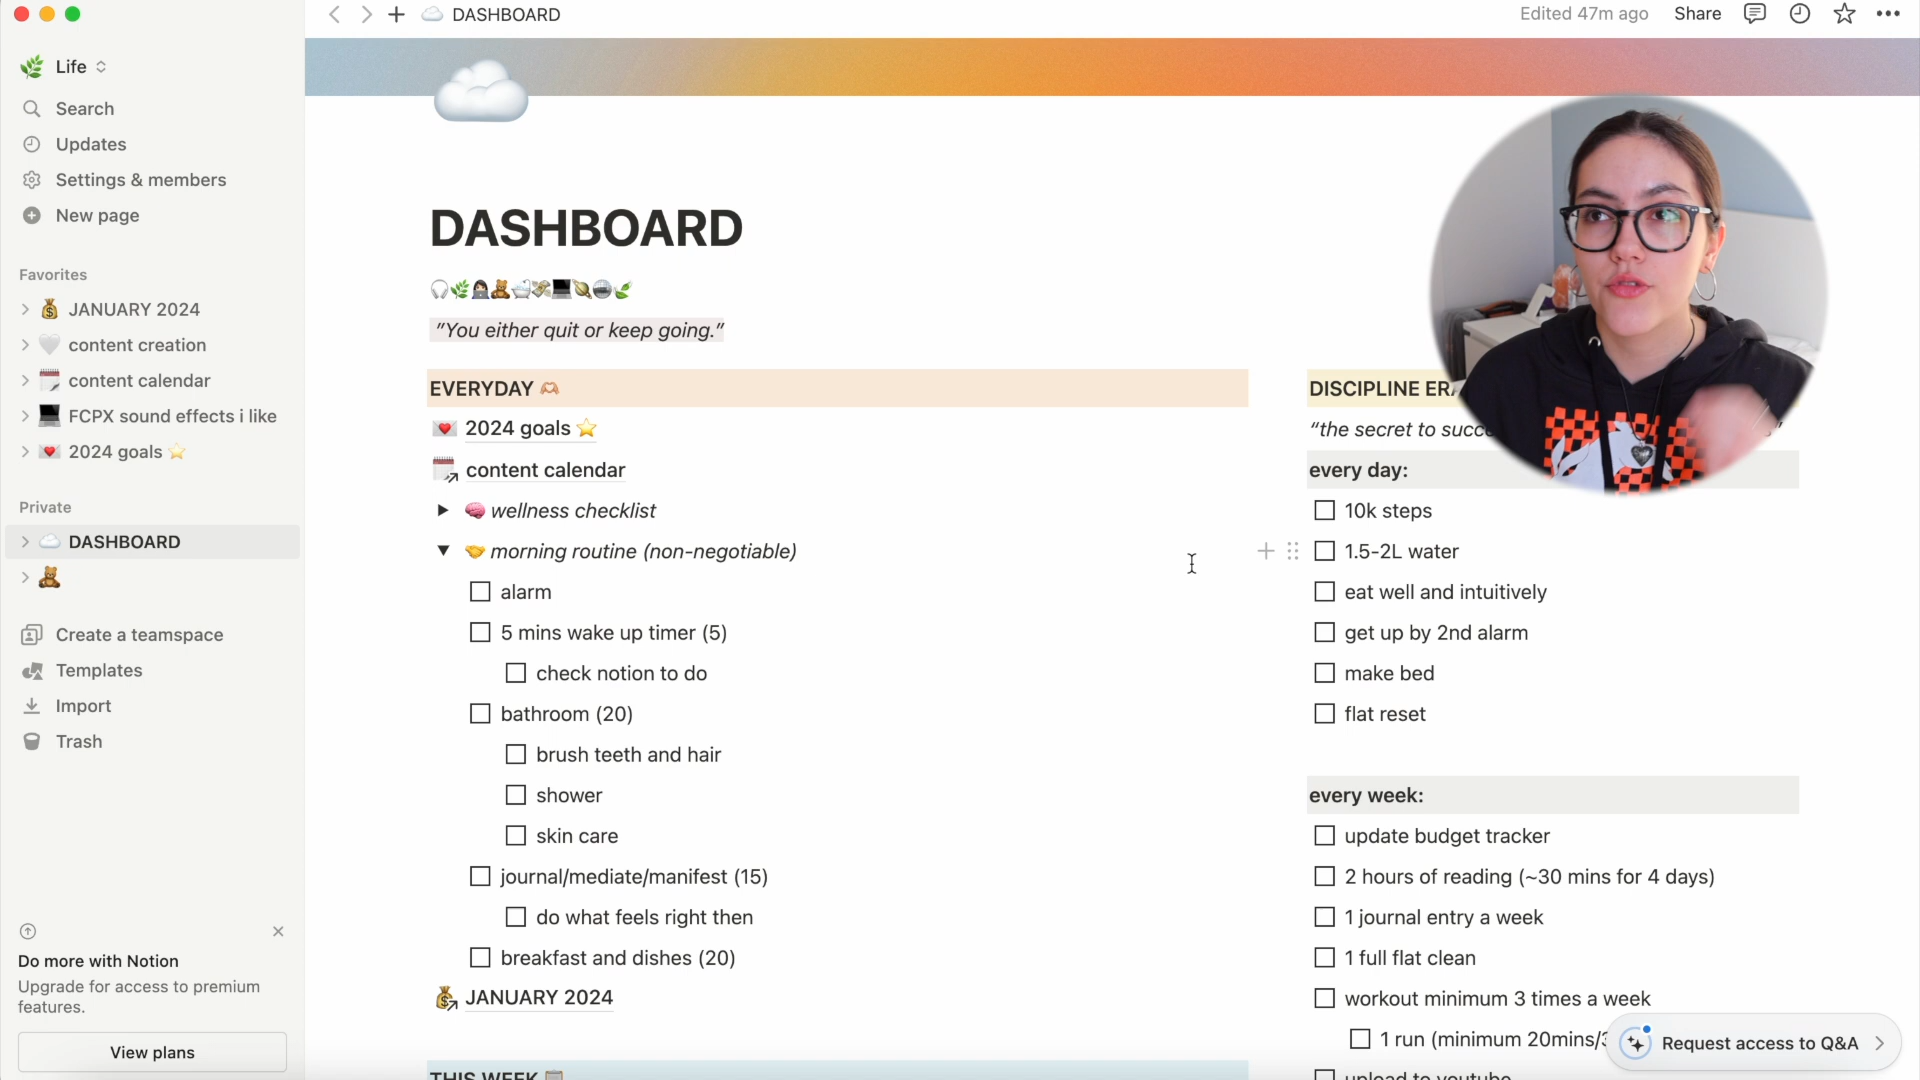 DASHBOARD
Edited 47m ago
Share
Life
Search
Updates
Settings & members
New page
Favorites
JANUARY 2024
content creation
content calendar
FCPX sound effects i like
2024 goals
Private
DASHBOARD
Create a teamspace
Templates
Import
Trash
Do more with Notion
Upgrade for access to premium
features.
View plans
DASHBOARD
"You either quit or keep going."
EVERYDAY
2024 goals
content calendar
wellness checklist
morning routine (non-negotiable)
alarm
5 mins wake up timer (5)
check notion to do
bathroom (20)
brush teeth and hair
shower
skin care
journal/mediate/manifest (15)
do what feels right then
breakfast and dishes (20)
JANUARY 2024
THIS WEEK
DISCIPLINE ERA
“the secret to
every day:
10k steps
1.5-2L water
eat well and intuitively
get up by 2nd alarm
make bed
flat reset
every week:
update budget tracker
2 hours of reading (~30 mins for 4 days)
1 journal entry a week
1 full flat clean
workout minimum 3 times a week
1 run (minimum 20mins/
upload to youtube
Request access to Q&A